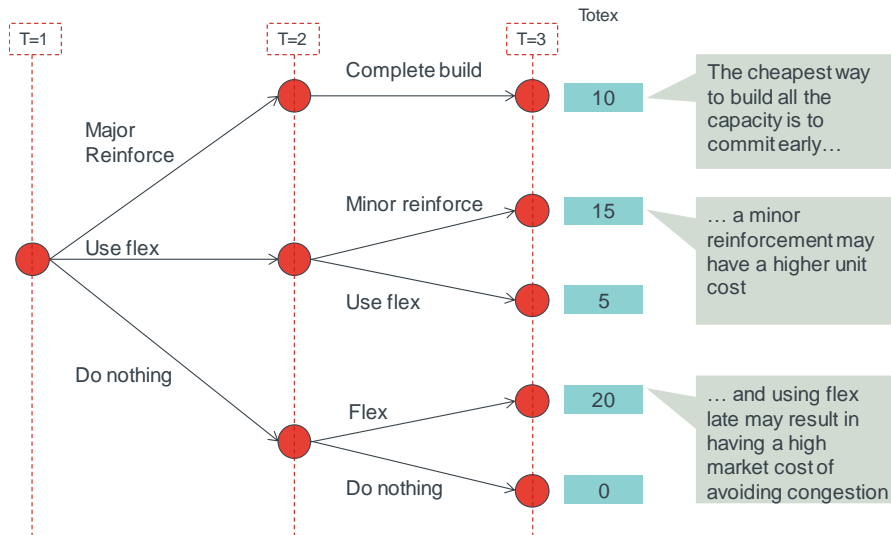 Totex
T=1
T=2
T=3
Complete build
10
The cheapest way
to build all the
capacity is to
commit early…
Major
Reinforce
Minor reinforce
15
… a minor
reinforcement may
have a higher unit
cost
Use flex
Use flex
5
Do nothing
Flex
20
… and using flex
late may result in
having a high
market cost of
avoiding congestion
Do nothing
0